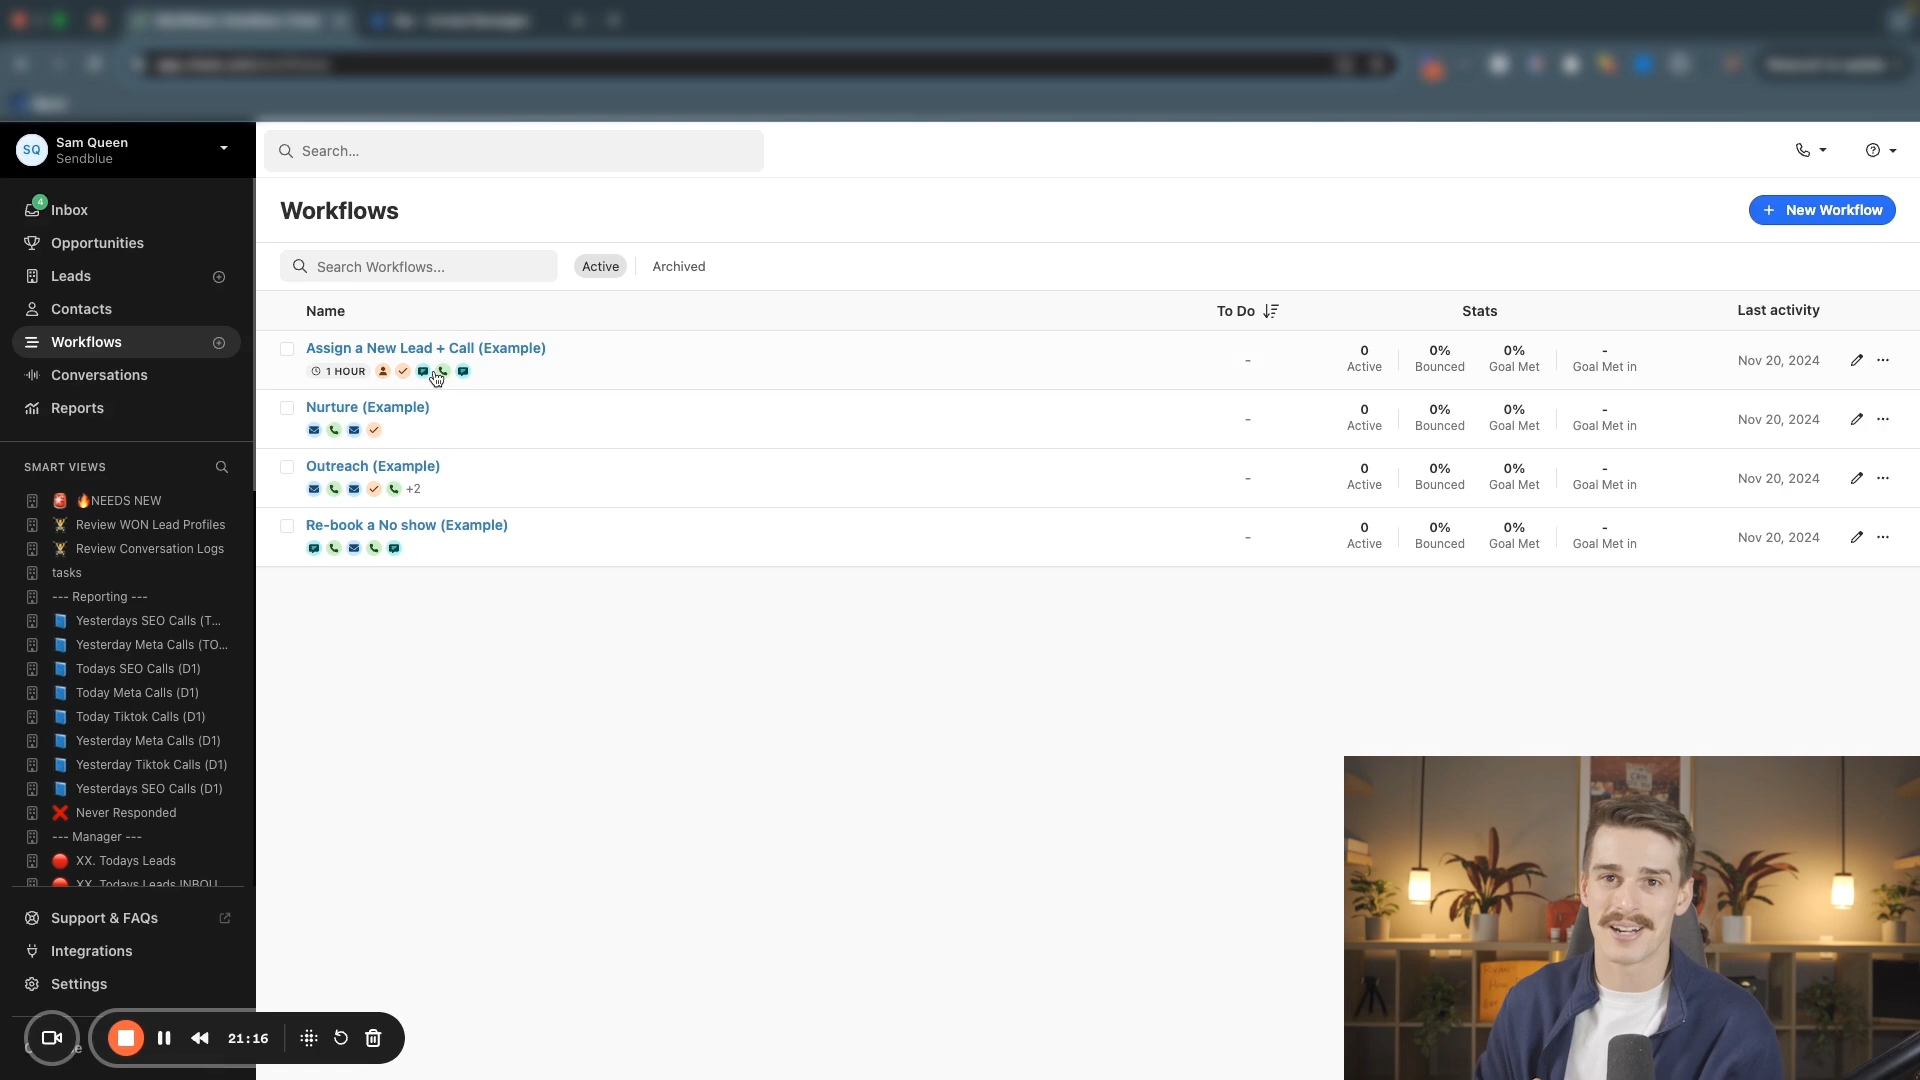 Sam Queen
SQ
Sendblue
Search...
4
Inbox
Opportunities
Leads
Contacts
Workflows
Conversations
Reports
SMART VIEWS
NEEDS NEW
Review WON Lead Profiles
Review Conversation Logs
tasks
--- Reporting ---
Yesterdays SEO Calls (T...
Yesterday Meta Calls (TO...
Todays SEO Calls (D1)
Today Meta Calls (D1)
Today Tiktok Calls (D1)
Yesterday Meta Calls (D1)
Yesterday Tiktok Calls (D1)
Yesterdays SEO Calls (D1)
Never Responded
--- Manager ---
XX. Todays Leads
XX. Todays Leads INBOU
Support & FAQs
Integrations
Settings
21:16
Workflows
+ New Workflow
Search Workflows...
Active
Archived
Name
To Do
Stats
Last activity
Assign a New Lead + Call (Example)
1 HOUR
-
0 Active
0% Bounced
0% Goal Met
- Goal Met in
Nov 20, 2024
Nurture (Example)
-
0 Active
0% Bounced
0% Goal Met
- Goal Met in
Nov 20, 2024
Outreach (Example)
+2
-
0 Active
0% Bounced
0% Goal Met
- Goal Met in
Nov 20, 2024
Re-book a No show (Example)
-
0 Active
0% Bounced
0% Goal Met
- Goal Met in
Nov 20, 2024